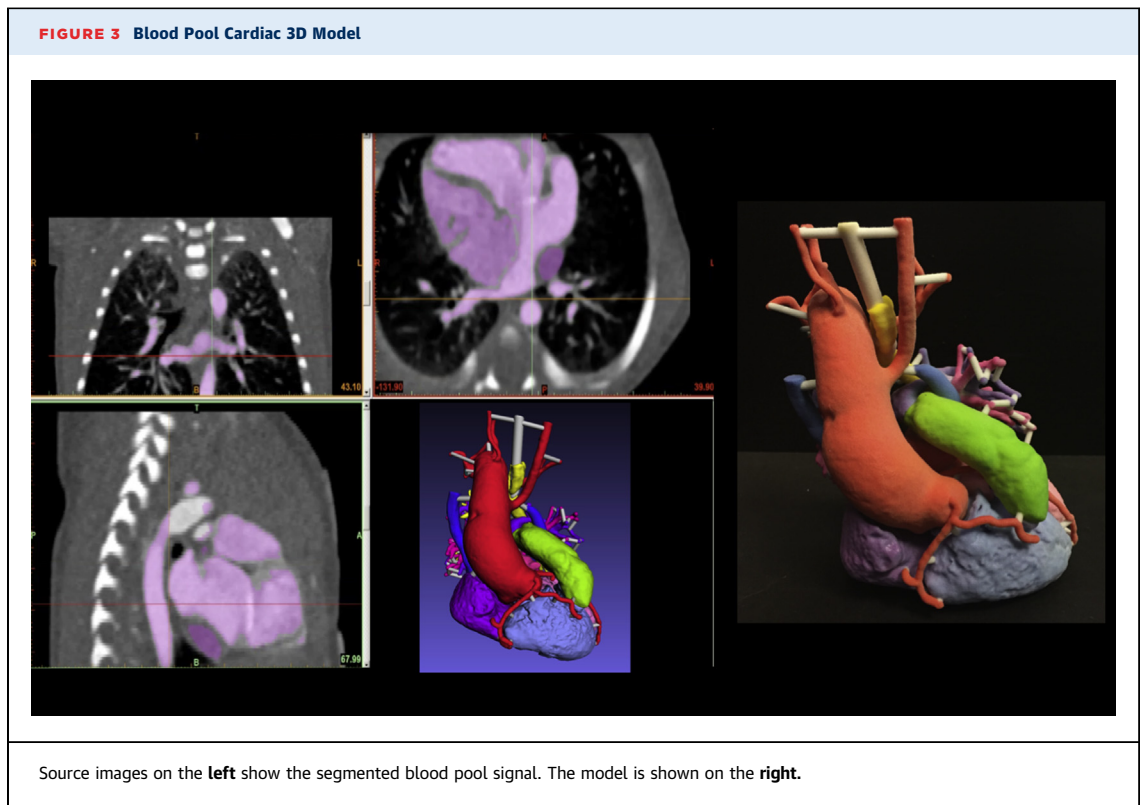 FIGURE 3 Blood Pool Cardiac 3D Model
T
A
R
L
R
L
B
43.10
-131.90
P
39.90
T
P
A
B
67.99
Source images on the left show the segmented blood pool signal. The model is shown on the right.